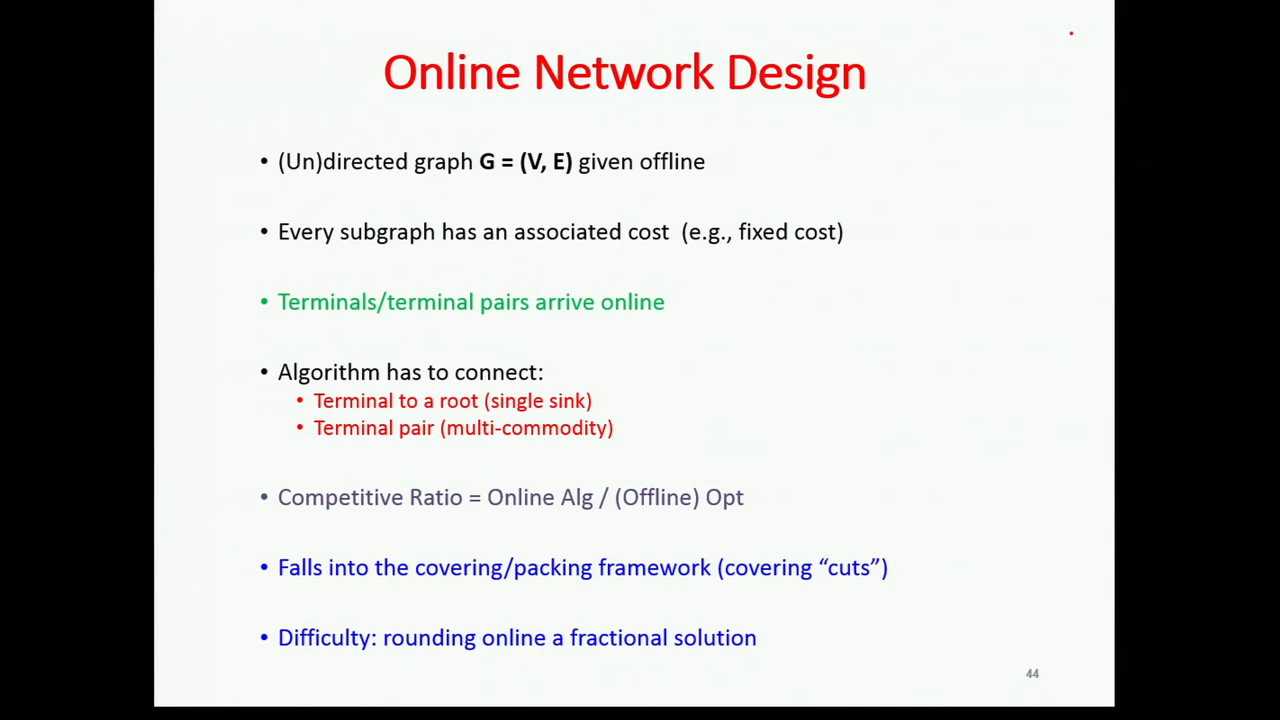 Online Network Design
• (Un)directed graph G = (V, E) given offline
• Every subgraph has an associated cost (e.g., fixed cost)
• Terminals/terminal pairs arrive online
• Algorithm has to connect:
• Terminal to a root (single sink)
• Terminal pair (multi-commodity)
• Competitive Ratio = Online Alg / (Offline) Opt
• Falls into the covering/packing framework (covering “cuts”)
• Difficulty: rounding online a fractional solution
44